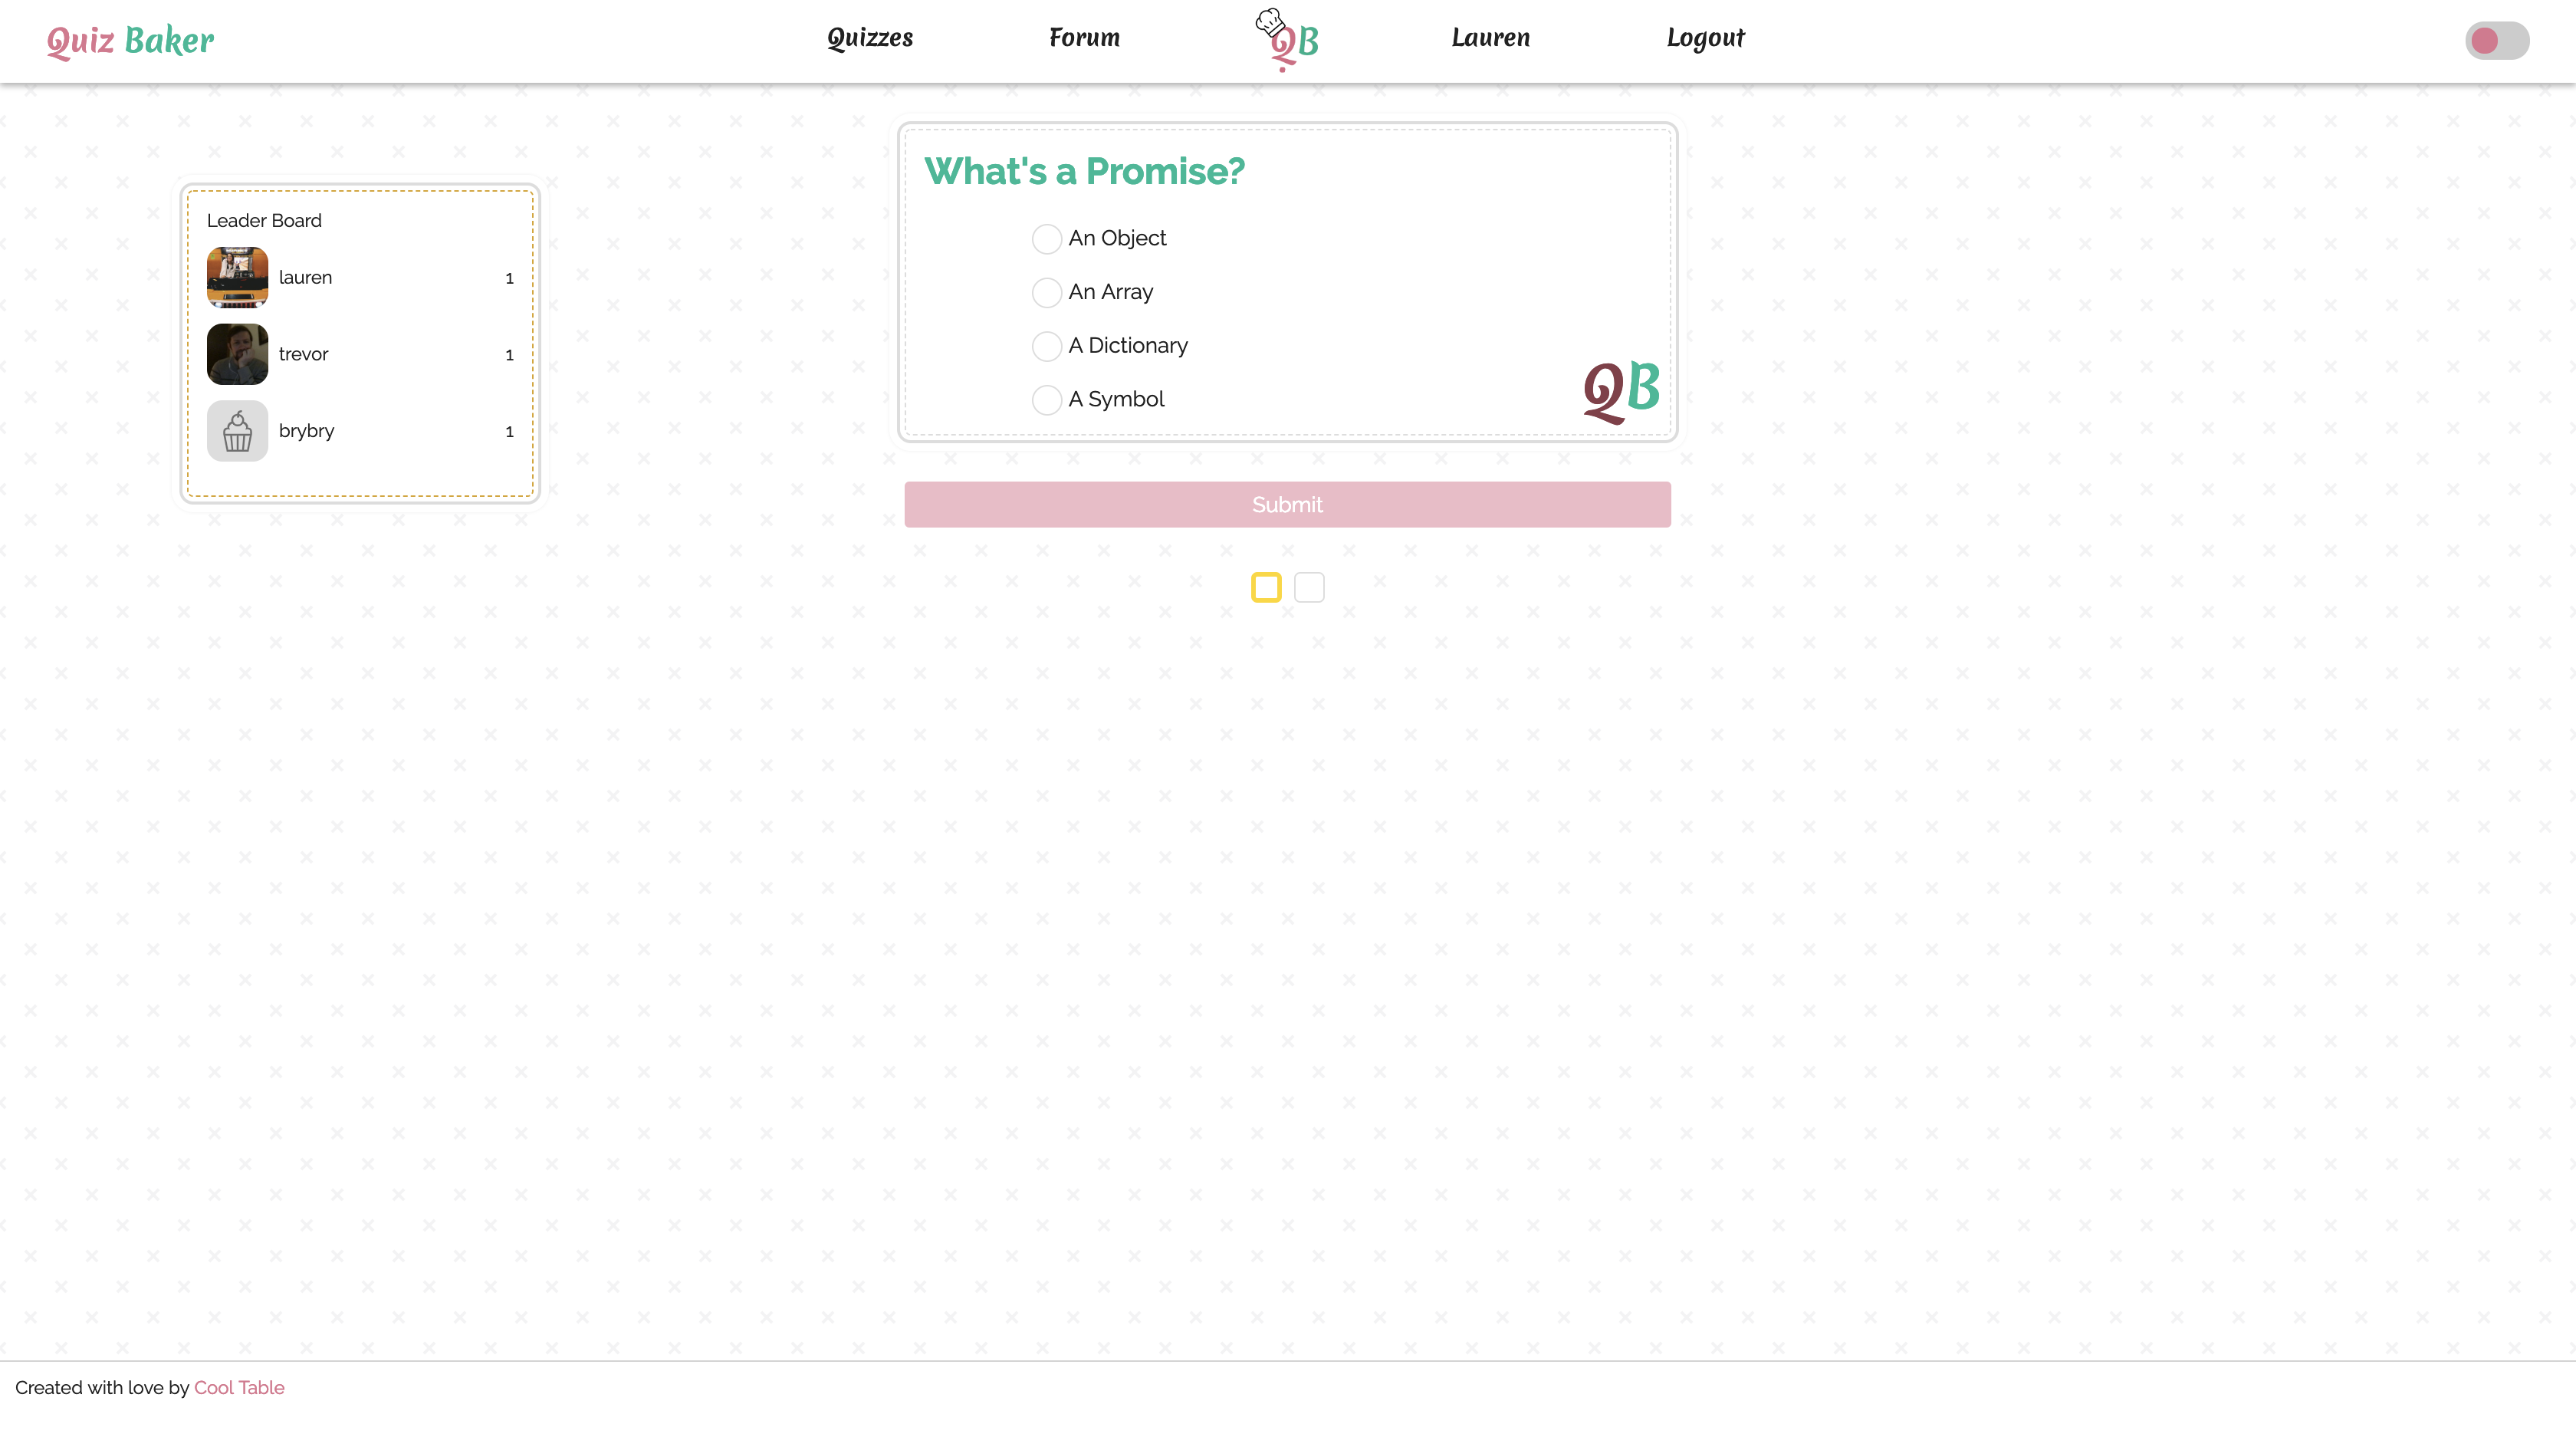 Quiz Baker
Quizzes
Forum
QB
Lauren
Logout
Leader Board
lauren 1
trevor 1
brybry 1
What's a Promise?
An Object
An Array
A Dictionary
A Symbol
QB
Submit
Created with love by Cool Table